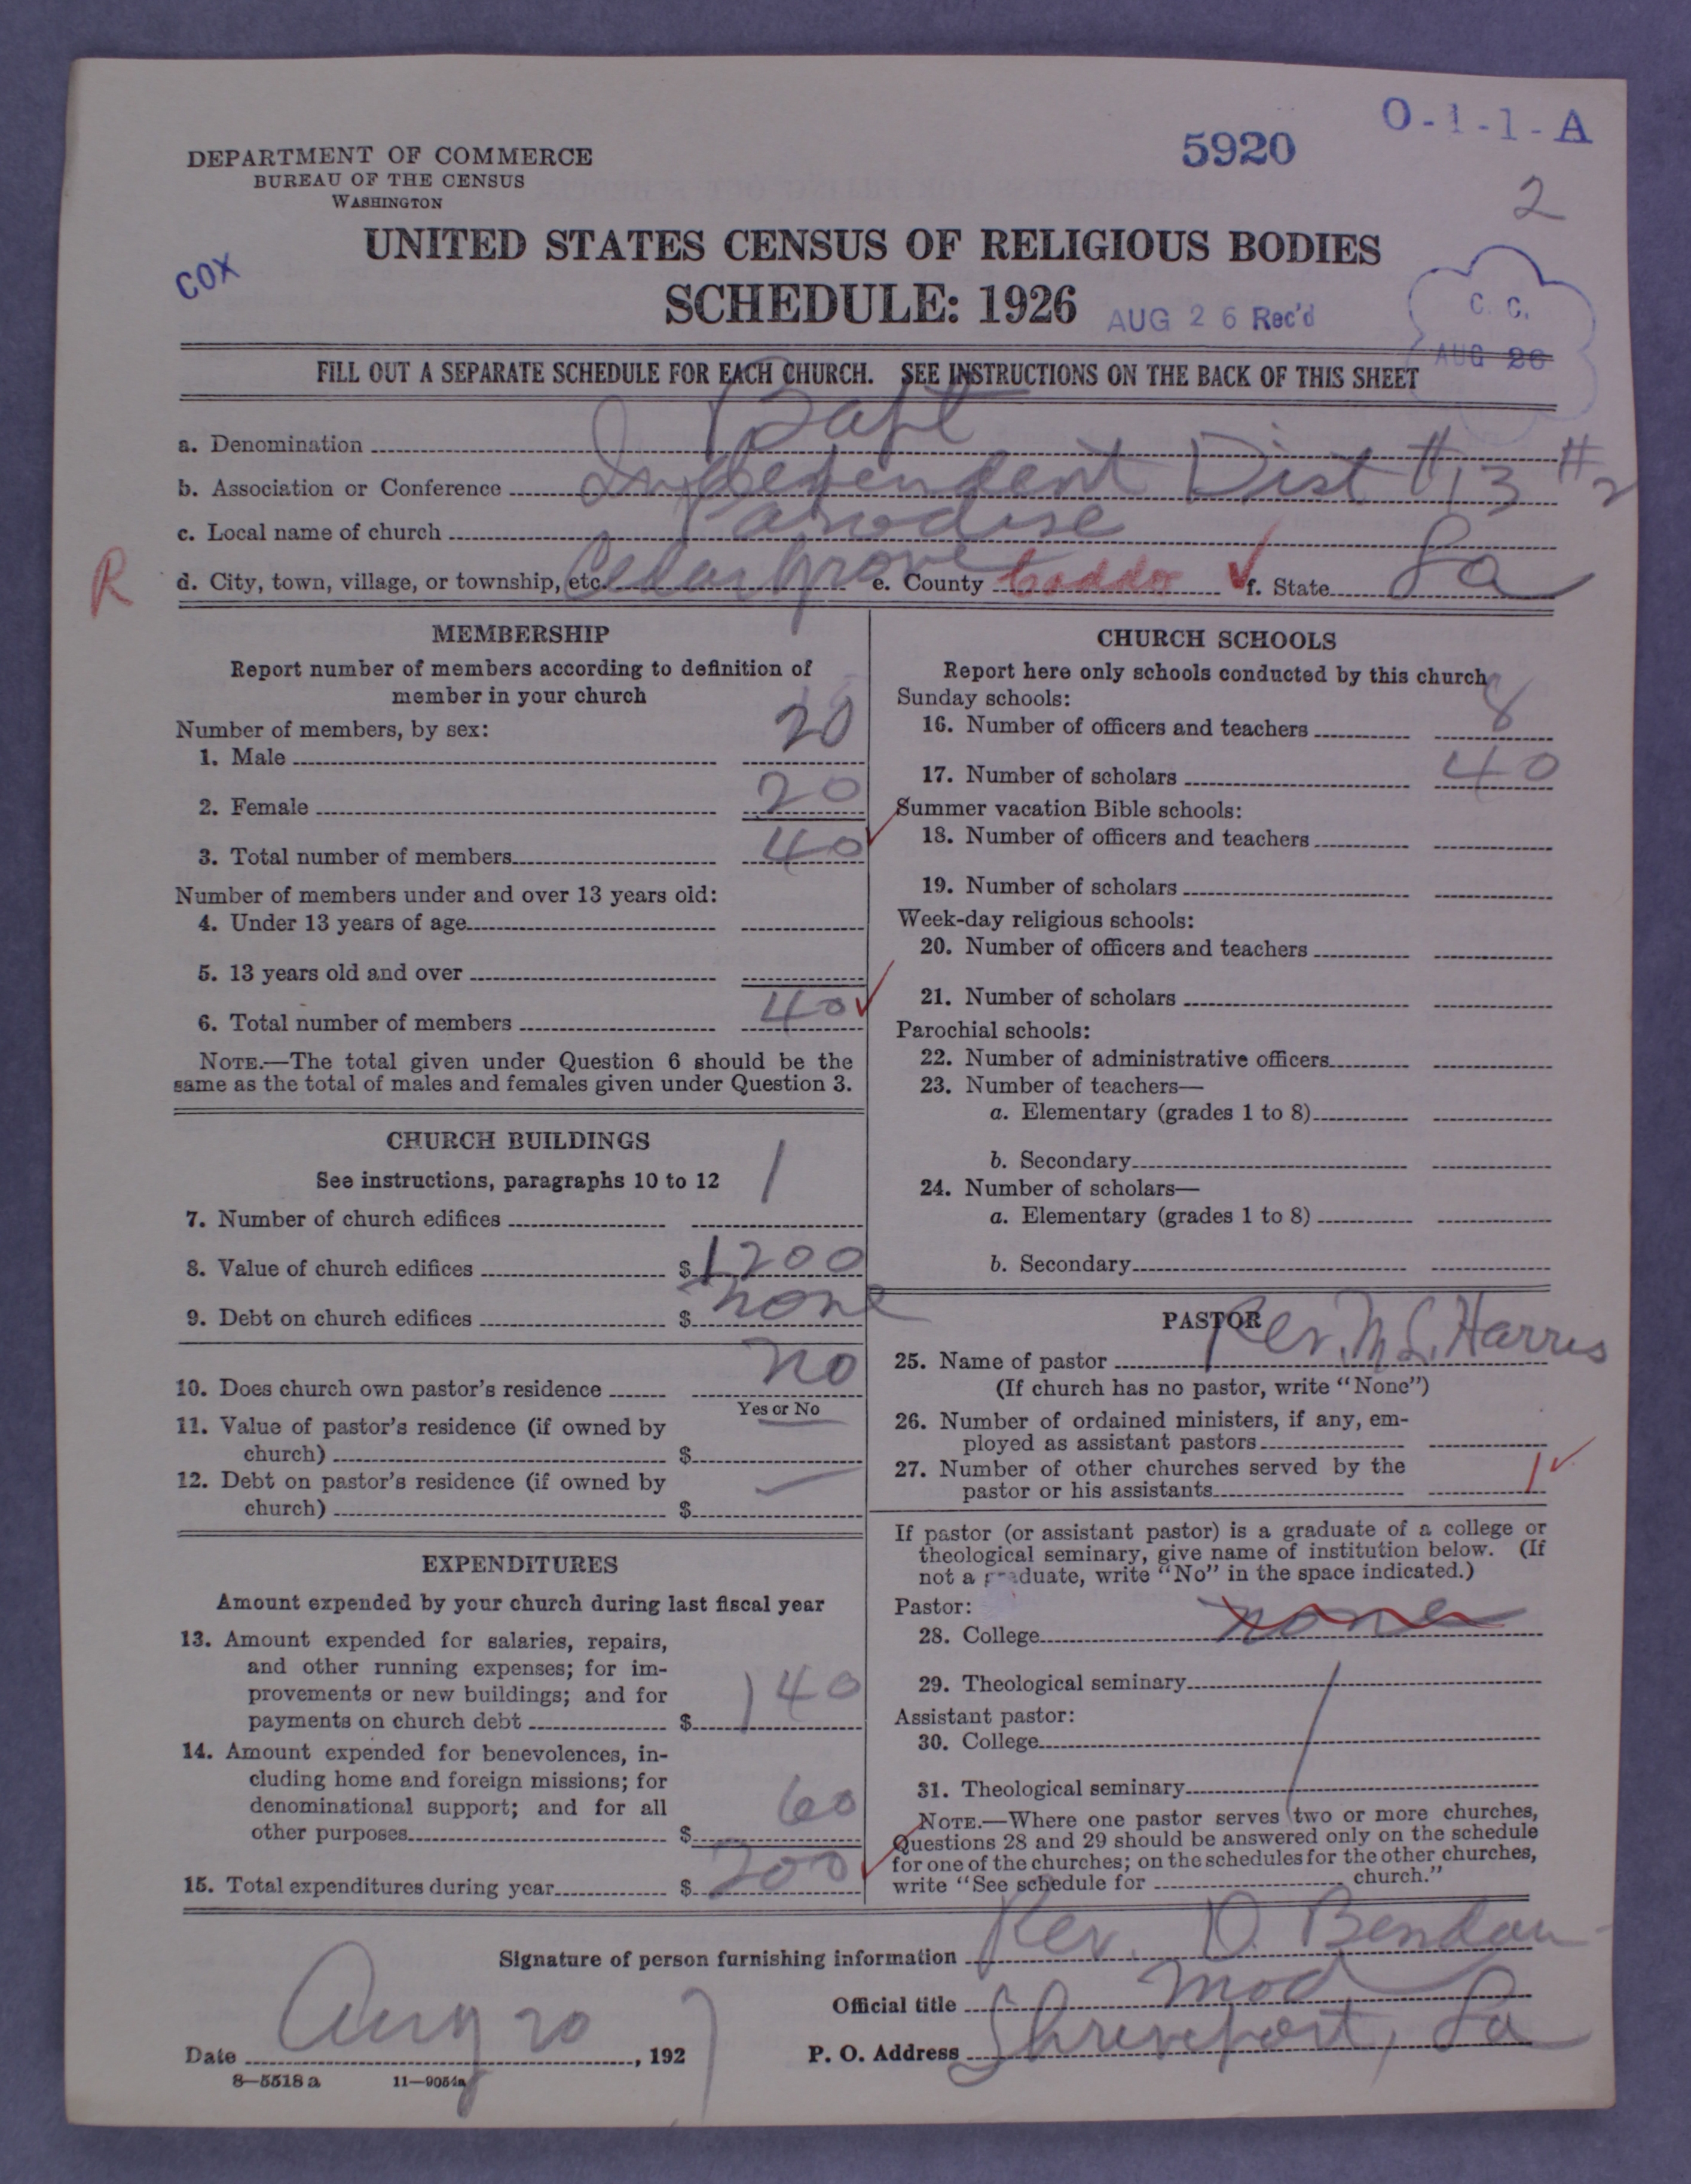 O-1-1-A
5920
2
DEPARTMENT OF COMMERCE
BUREAU OF THE CENSUS
WASHINGTON
COX
UNITED STATES CENSUS OF RELIGIOUS BODIES
SCHEDULE: 1926
AUG 26 Rec'd
C. C.
AUG 26
FILL OUT A SEPARATE SCHEDULE FOR EACH CHURCH. SEE INSTRUCTIONS ON THE BACK OF THIS SHEET
a. Denomination Bapt
b. Association or Conference Independent Dist #13 #2
c. Local name of church Paradise
R
d. City, town, village, or township, etc. Cedar Grove e. County Caddo ✓ f. State La
MEMBERSHIP
Report number of members according to definition of
member in your church
Number of members, by sex:
1. Male 20
2. Female 20
3. Total number of members 40 ✓
Number of members under and over 13 years old:
4. Under 13 years of age
5. 13 years old and over
6. Total number of members 40 ✓
NOTE.—The total given under Question 6 should be the
same as the total of males and females given under Question 3.
CHURCH BUILDINGS
See instructions, paragraphs 10 to 12
7. Number of church edifices 1
8. Value of church edifices $1200
9. Debt on church edifices $ none
10. Does church own pastor's residence no
Yes or No
11. Value of pastor's residence (if owned by
church) $ —
12. Debt on pastor's residence (if owned by
church) $ —
EXPENDITURES
Amount expended by your church during last fiscal year
13. Amount expended for salaries, repairs,
and other running expenses; for im-
provements or new buildings; and for
payments on church debt $ 140
14. Amount expended for benevolences, in-
cluding home and foreign missions; for
denominational support; and for all
other purposes $ 60
15. Total expenditures during year $ 200 ✓
CHURCH SCHOOLS
Report here only schools conducted by this church
Sunday schools:
16. Number of officers and teachers 8
17. Number of scholars 40
Summer vacation Bible schools:
18. Number of officers and teachers
19. Number of scholars
Week-day religious schools:
20. Number of officers and teachers
21. Number of scholars
Parochial schools:
22. Number of administrative officers
23. Number of teachers—
a. Elementary (grades 1 to 8)
b. Secondary
24. Number of scholars—
a. Elementary (grades 1 to 8)
b. Secondary
PASTOR
25. Name of pastor Rev. M L. Harris
(If church has no pastor, write "None")
26. Number of ordained ministers, if any, em-
ployed as assistant pastors
27. Number of other churches served by the
pastor or his assistants 1 ✓
If pastor (or assistant pastor) is a graduate of a college or
theological seminary, give name of institution below. (If
not a graduate, write "No" in the space indicated.)
Pastor:
28. College none
29. Theological seminary
Assistant pastor:
30. College
31. Theological seminary
NOTE.—Where one pastor serves two or more churches,
Questions 28 and 29 should be answered only on the schedule
for one of the churches; on the schedules for the other churches,
write "See schedule for church."
Signature of person furnishing information Rev. D. Bendaw
Official title Mod
Date Aug 20, 1927
P. O. Address Shreveport, La
8—5518 a 11—9054a